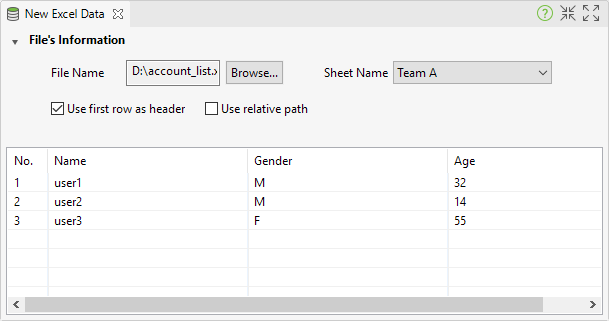 New Excel Data
File's Information
File Name D:\account_list.x Browse... Sheet Name Team A
Use first row as header Use relative path
No. Name Gender Age
1 user1 M 32
2 user2 M 14
3 user3 F 55